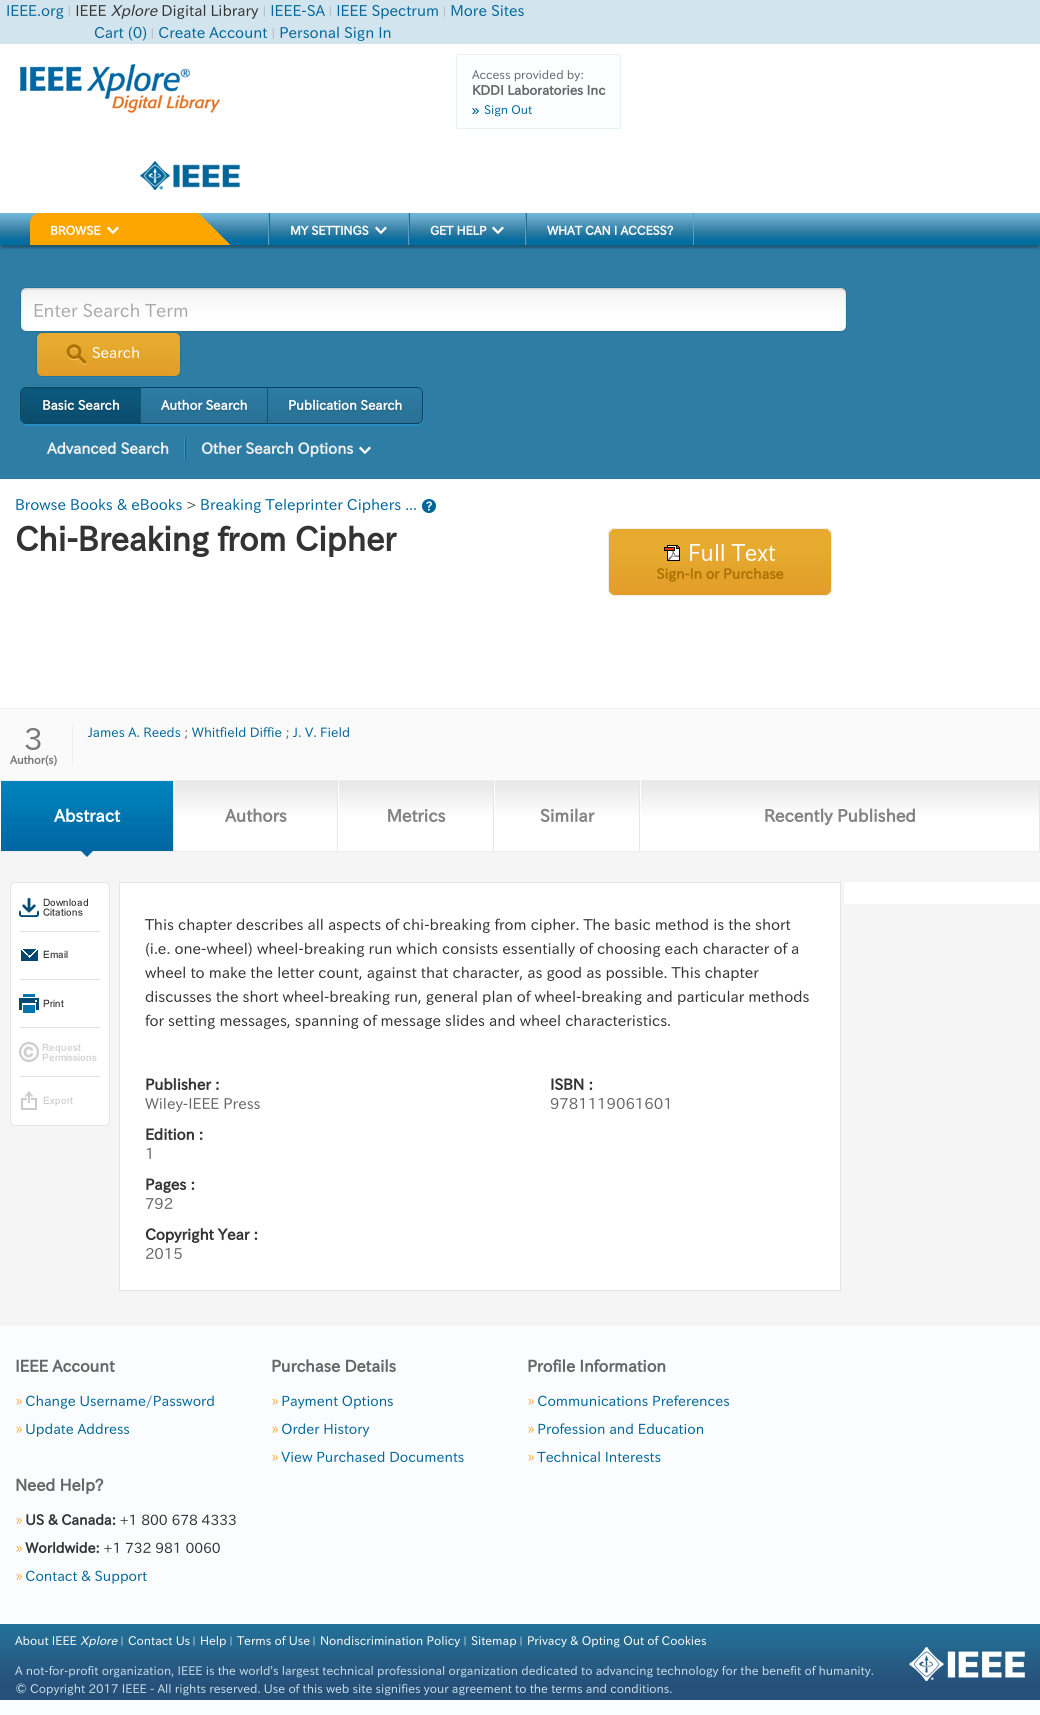 IEEE.org | IEEE Xplore Digital Library | IEEE-SA | IEEE Spectrum | More Sites
Cart (0) | Create Account | Personal Sign In
IEEE Xplore®
Digital Library
Access provided by:
KDDI Laboratories Inc
» Sign Out
IEEE
BROWSE MY SETTINGS GET HELP WHAT CAN I ACCESS?
Enter Search Term
Search
Basic Search Author Search Publication Search
Advanced Search Other Search Options
Browse Books & eBooks > Breaking Teleprinter Ciphers ... ?
Chi-Breaking from Cipher
Full Text
Sign-In or Purchase
3
Author(s)
James A. Reeds ; Whitfield Diffie ; J. V. Field
Abstract Authors Metrics Similar Recently Published
Download
Citations
Email
Print
Request
Permissions
Export
This chapter describes all aspects of chi-breaking from cipher. The basic method is the short
(i.e. one-wheel) wheel-breaking run which consists essentially of choosing each character of a
wheel to make the letter count, against that character, as good as possible. This chapter
discusses the short wheel-breaking run, general plan of wheel-breaking and particular methods
for setting messages, spanning of message slides and wheel characteristics.
Publisher :
Wiley-IEEE Press
ISBN :
9781119061601
Edition :
1
Pages :
792
Copyright Year :
2015
IEEE Account
» Change Username/Password
» Update Address
Purchase Details
» Payment Options
» Order History
» View Purchased Documents
Profile Information
» Communications Preferences
» Profession and Education
» Technical Interests
Need Help?
» US & Canada: +1 800 678 4333
» Worldwide: +1 732 981 0060
» Contact & Support
About IEEE Xplore | Contact Us | Help | Terms of Use | Nondiscrimination Policy | Sitemap | Privacy & Opting Out of Cookies
A not-for-profit organization, IEEE is the world's largest technical professional organization dedicated to advancing technology for the benefit of humanity.
© Copyright 2017 IEEE - All rights reserved. Use of this web site signifies your agreement to the terms and conditions.
IEEE